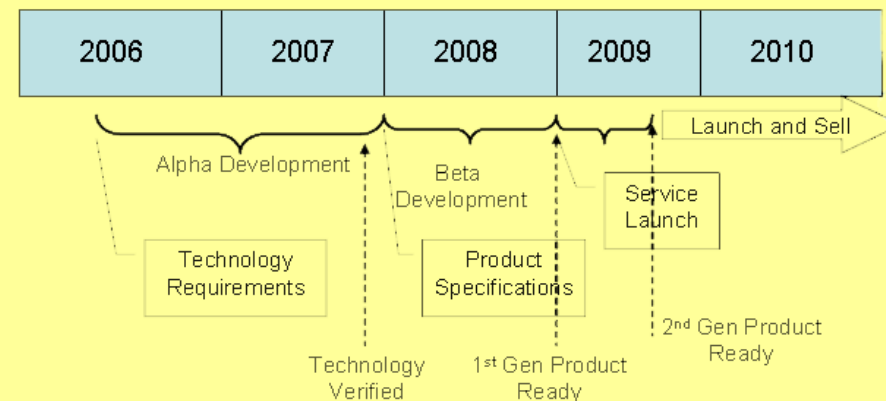 2006 2007 2008 2009 2010
Launch and Sell
Alpha Development
Beta
Development
Service
Launch
Technology
Requirements
Product
Specifications
Technology
Verified
1st Gen Product
Ready
2nd Gen Product
Ready